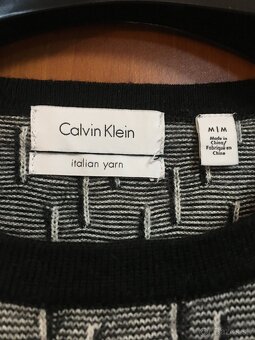 Calvin Klein
italian yarn
M | M
Made in
China/
Fabriqué en
Chine